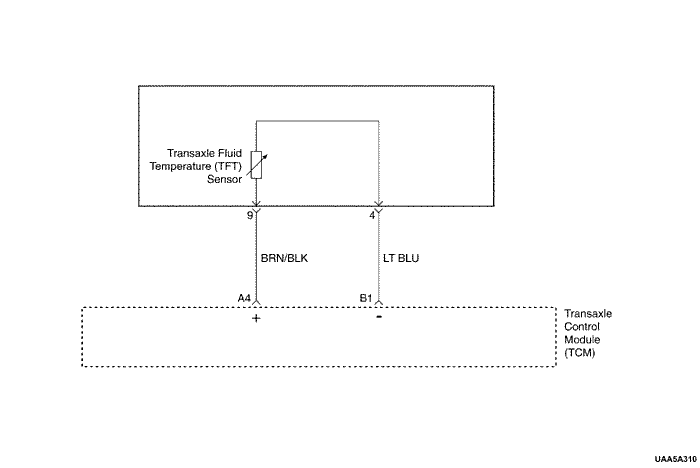 Transaxle Fluid
Temperature (TFT)
Sensor
9
4
BRN/BLK
LT BLU
A4
B1
+
-
Transaxle
Control
Module
(TCM)
UAA5A310